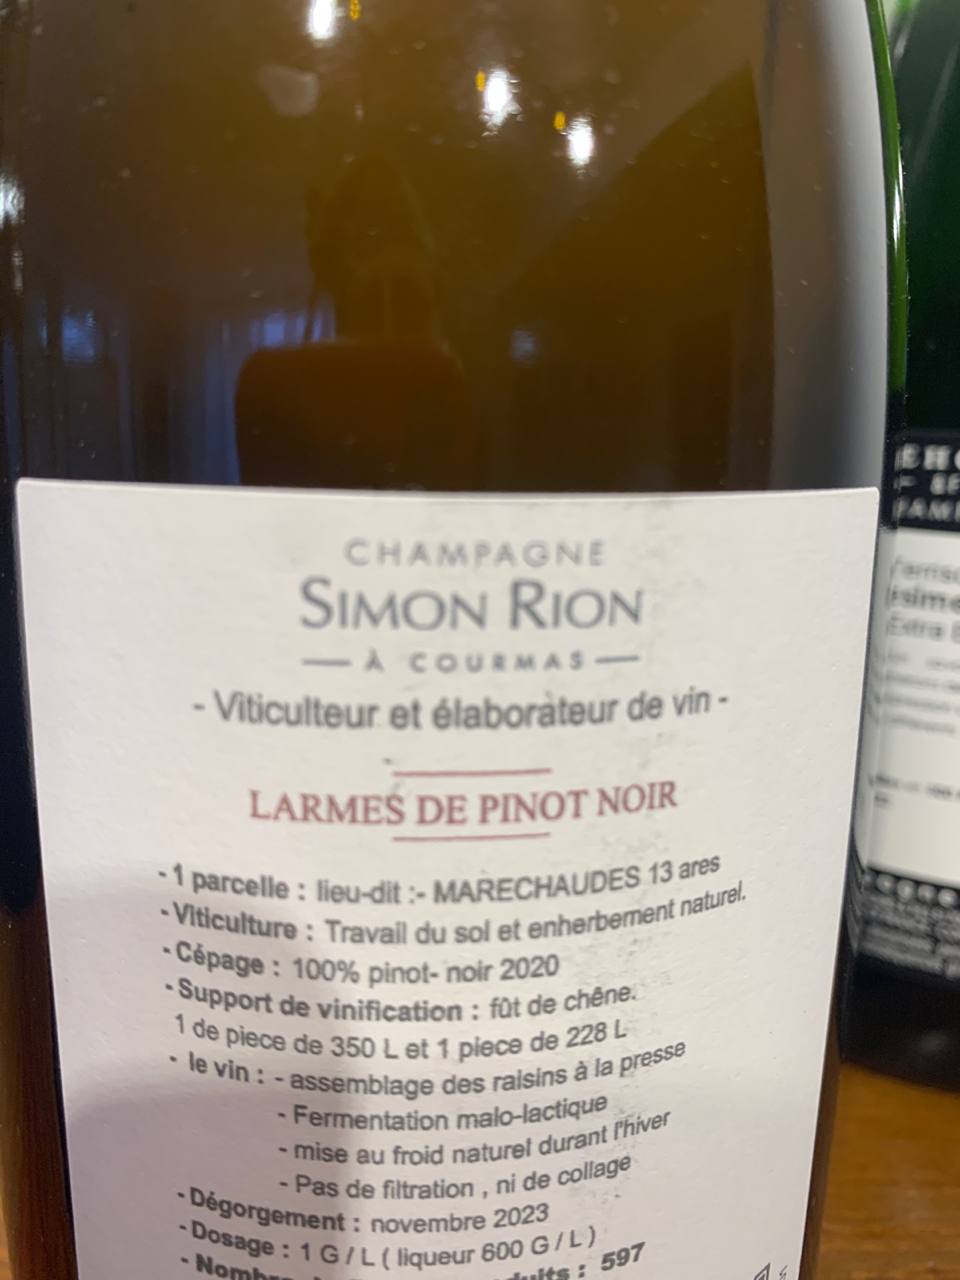 CHAMPAGNE
SIMON RION
— À COURMAS —
- Viticulteur et élaborateur de vin -
LARMES DE PINOT NOIR
- 1 parcelle : lieu-dit :- MARECHAUDES 13 ares
- Viticulture : Travail du sol et enherbement naturel.
- Cépage : 100% pinot- noir 2020
- Support de vinification : fût de chêne.
1 de piece de 350 L et 1 piece de 228 L
- le vin : - assemblage des raisins à la presse
- Fermentation malo-lactique
- mise au froid naturel durant l'hiver
- Pas de filtration , ni de collage
- Dégorgement : novembre 2023
- Dosage : 1 G / L ( liqueur 600 G / L )
: 597